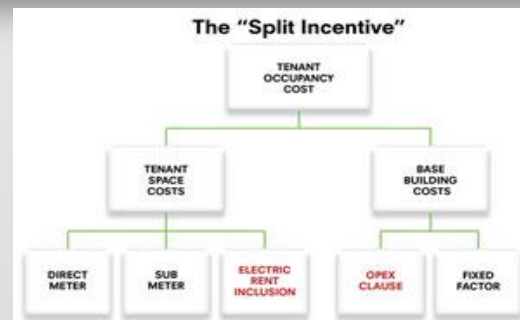 The “Split Incentive”
TENANT
OCCUPANCY
COST
TENANT
SPACE
COSTS
BASE
BUILDING
COSTS
DIRECT
METER
SUB
METER
ELECTRIC
RENT
INCLUSION
OPEX
CLAUSE
FIXED
FACTOR